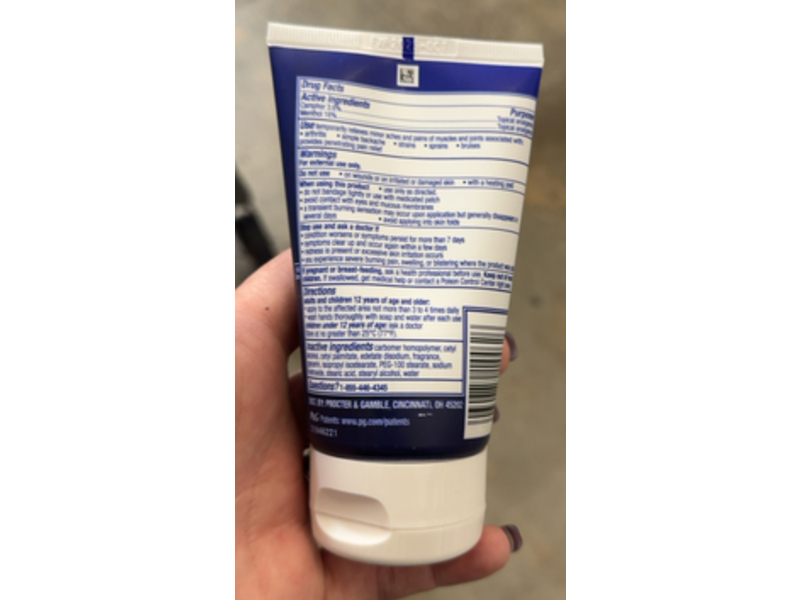 Drug Facts
Active Ingredients
Purpose
Camphor 3.0%
Topical analgesic
Menthol 16%
Topical analgesic
Use temporarily relieves minor aches and pains of muscles and joints associated with:
• arthritis • simple backache • strains • sprains • bruises
provides penetrating pain relief
Warnings
For external use only.
Do not use • on wounds or on irritated or damaged skin • with a heating pad
When using this product • use only as directed.
• do not bandage tightly or use with medicated patch
• avoid contact with eyes and mucous membranes
• a transient burning sensation may occur upon application but generally disappears in
several days • avoid applying into skin folds
Stop use and ask a doctor if
• condition worsens or symptoms persist for more than 7 days
• symptoms clear up and occur again within a few days
• redness is present or excessive skin irritation occurs
you experience severe burning pain, swelling, or blistering where the product was
If pregnant or breast-feeding, ask a health professional before use. Keep out of
children. If swallowed, get medical help or contact a Poison Control Center right
Directions
adults and children 12 years of age and older:
• apply to the affected area not more than 3 to 4 times daily
• wash hands thoroughly with soap and water after each use
children under 12 years of age: ask a doctor
store at no greater than 25°C (77°F).
Inactive ingredients carbomer homopolymer, cetyl
alcohol, cetyl palmitate, edetate disodium, fragrance,
glycerin, isopropyl isostearate, PEG-100 stearate, sodium
hydroxide, stearic acid, stearyl alcohol, water
Questions? 1-855-446-4345
DIST. BY: PROCTER & GAMBLE, CINCINNATI, OH 45202
P&G Patents: www.pg.com/patents